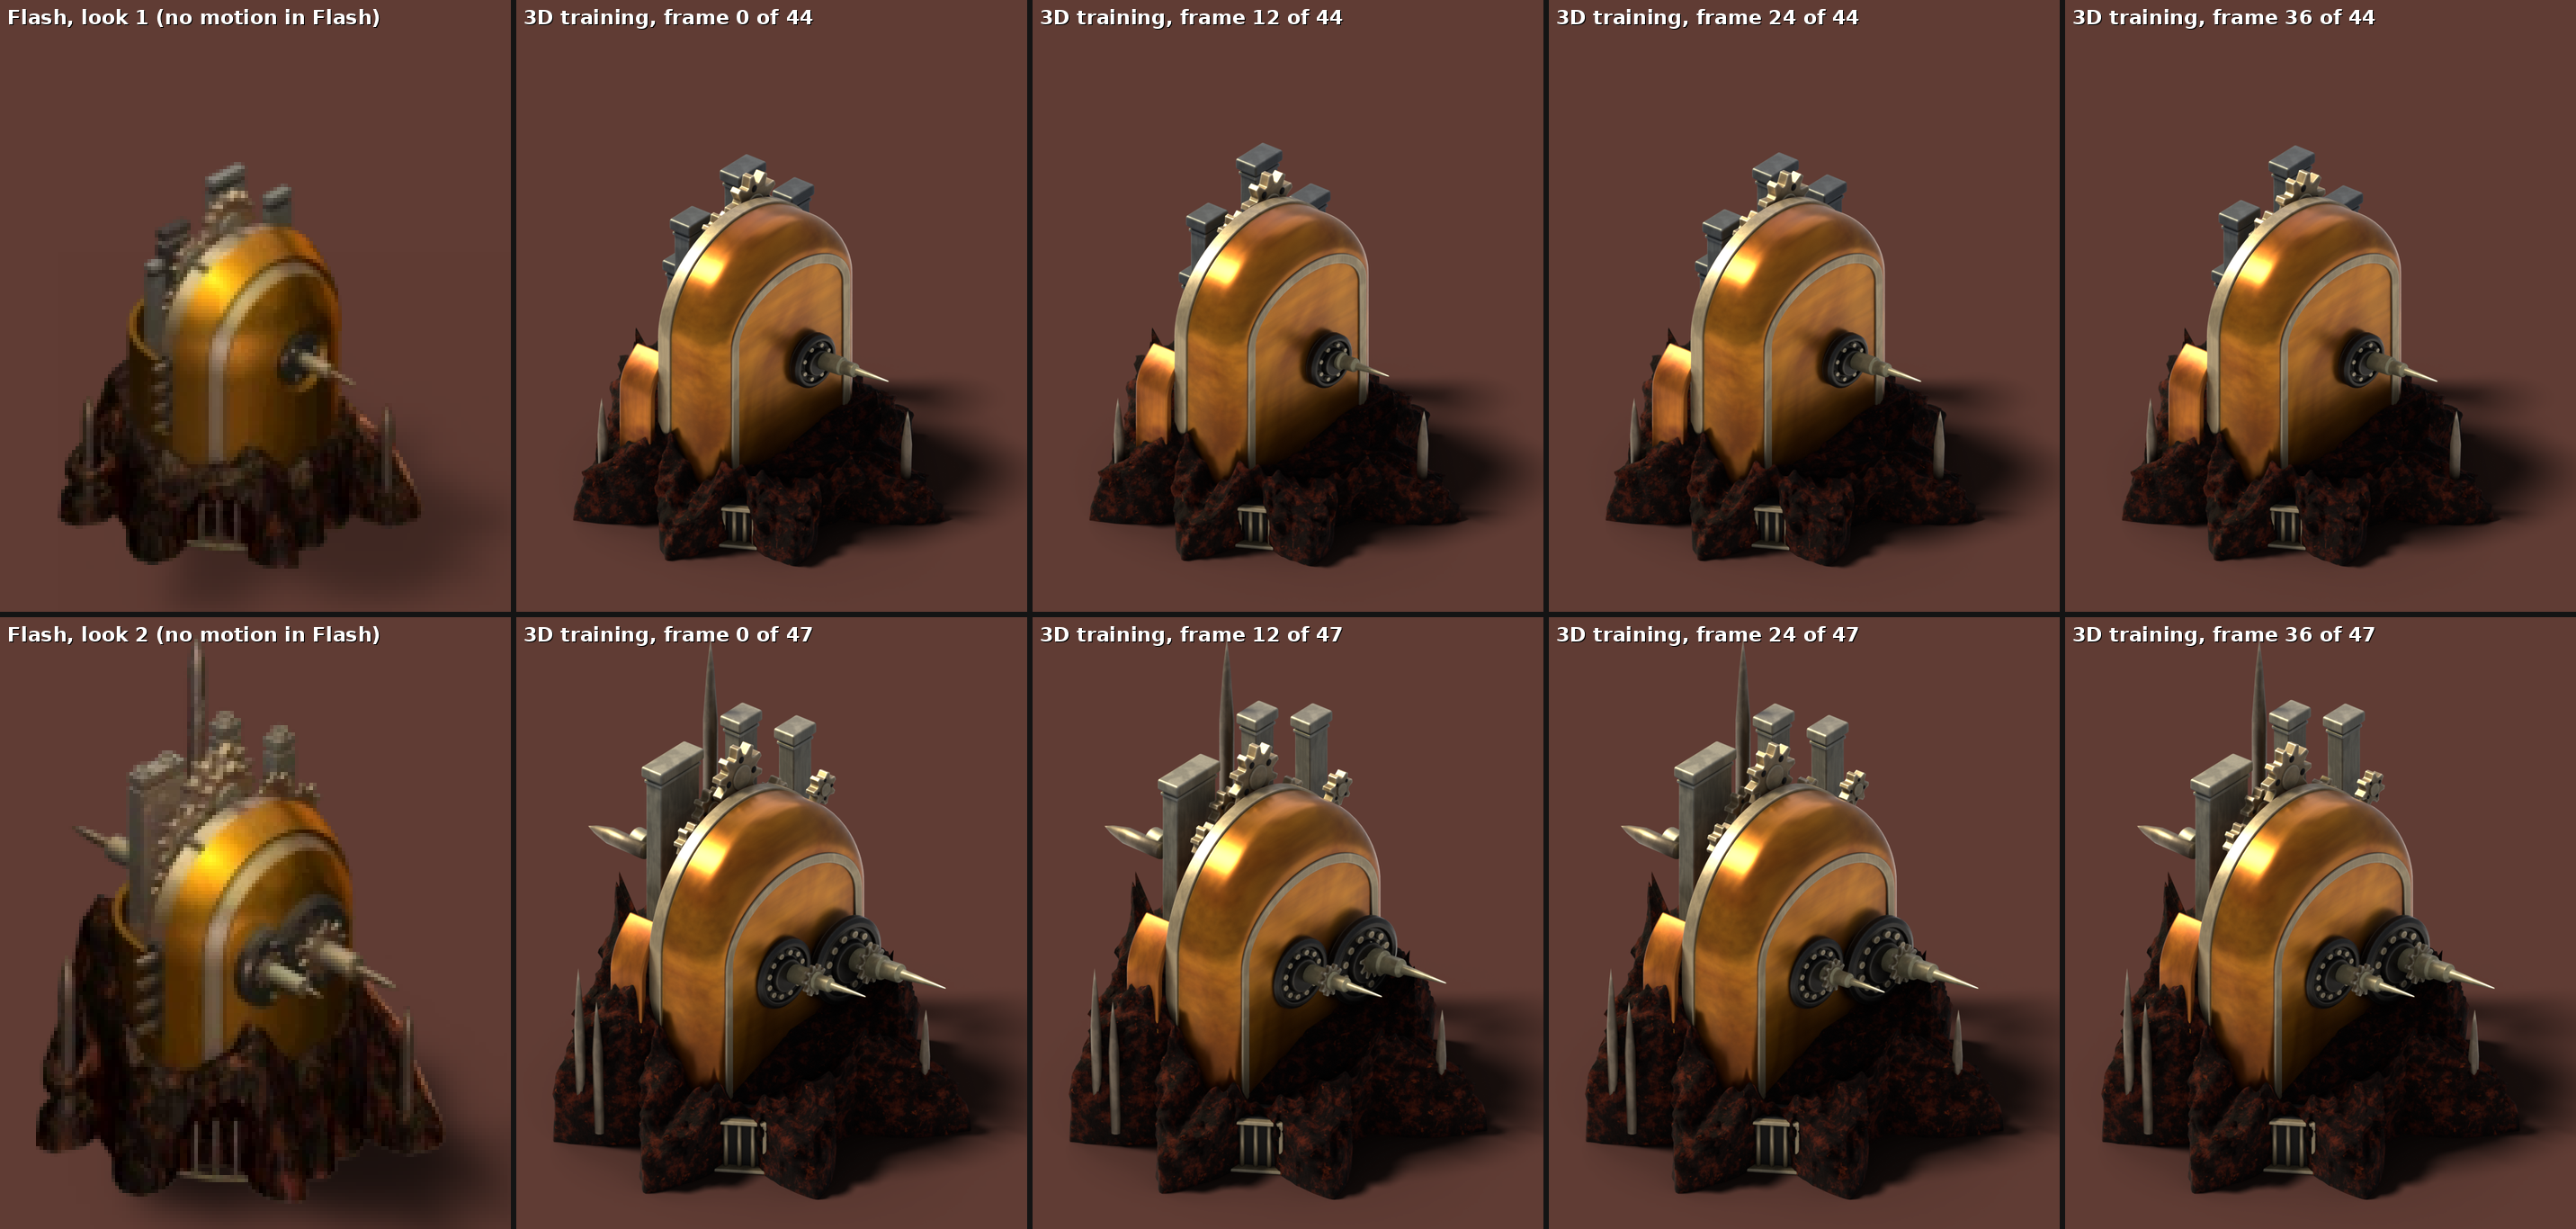 Flash, look 1 (no motion in Flash)
3D training, frame 0 of 44
3D training, frame 12 of 44
3D training, frame 24 of 44
3D training, frame 36 of 44
Flash, look 2 (no motion in Flash)
3D training, frame 0 of 47
3D training, frame 12 of 47
3D training, frame 24 of 47
3D training, frame 36 of 47